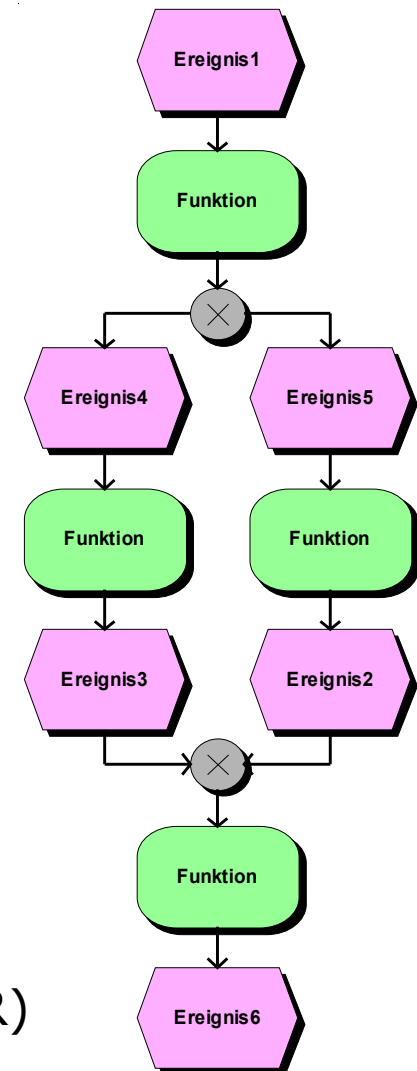 Ereignis1
Funktion
Ereignis4
Ereignis5
Funktion
Funktion
Ereignis3
Ereignis2
Funktion
R)
Ereignis6